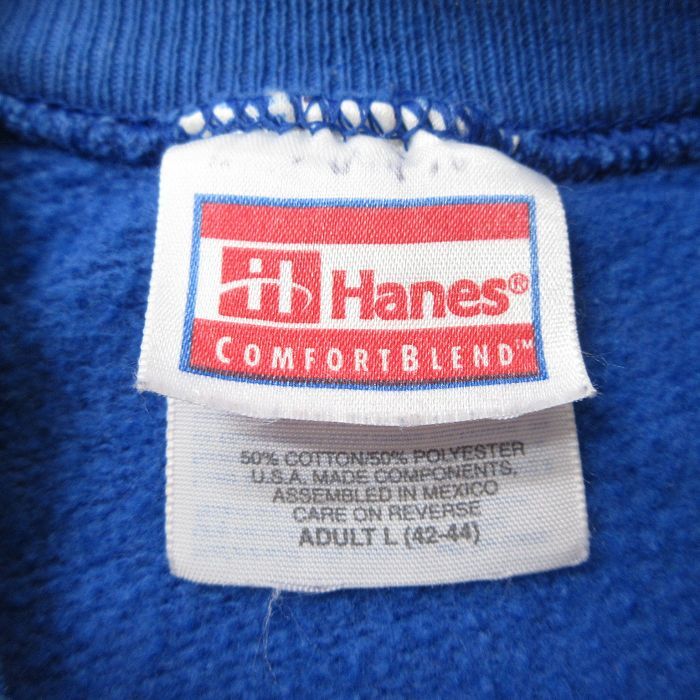 H Hanes®
COMFORTBLEND™
50% COTTON/50% POLYESTER
U.S.A. MADE COMPONENTS,
ASSEMBLED IN MEXICO
CARE ON REVERSE
ADULT L (42-44)